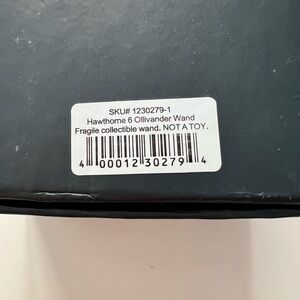 SKU# 1230279-1
Hawthorne 6 Ollivander Wand
Fragile collectible wand. NOT A TOY.
4 00012 30279 4